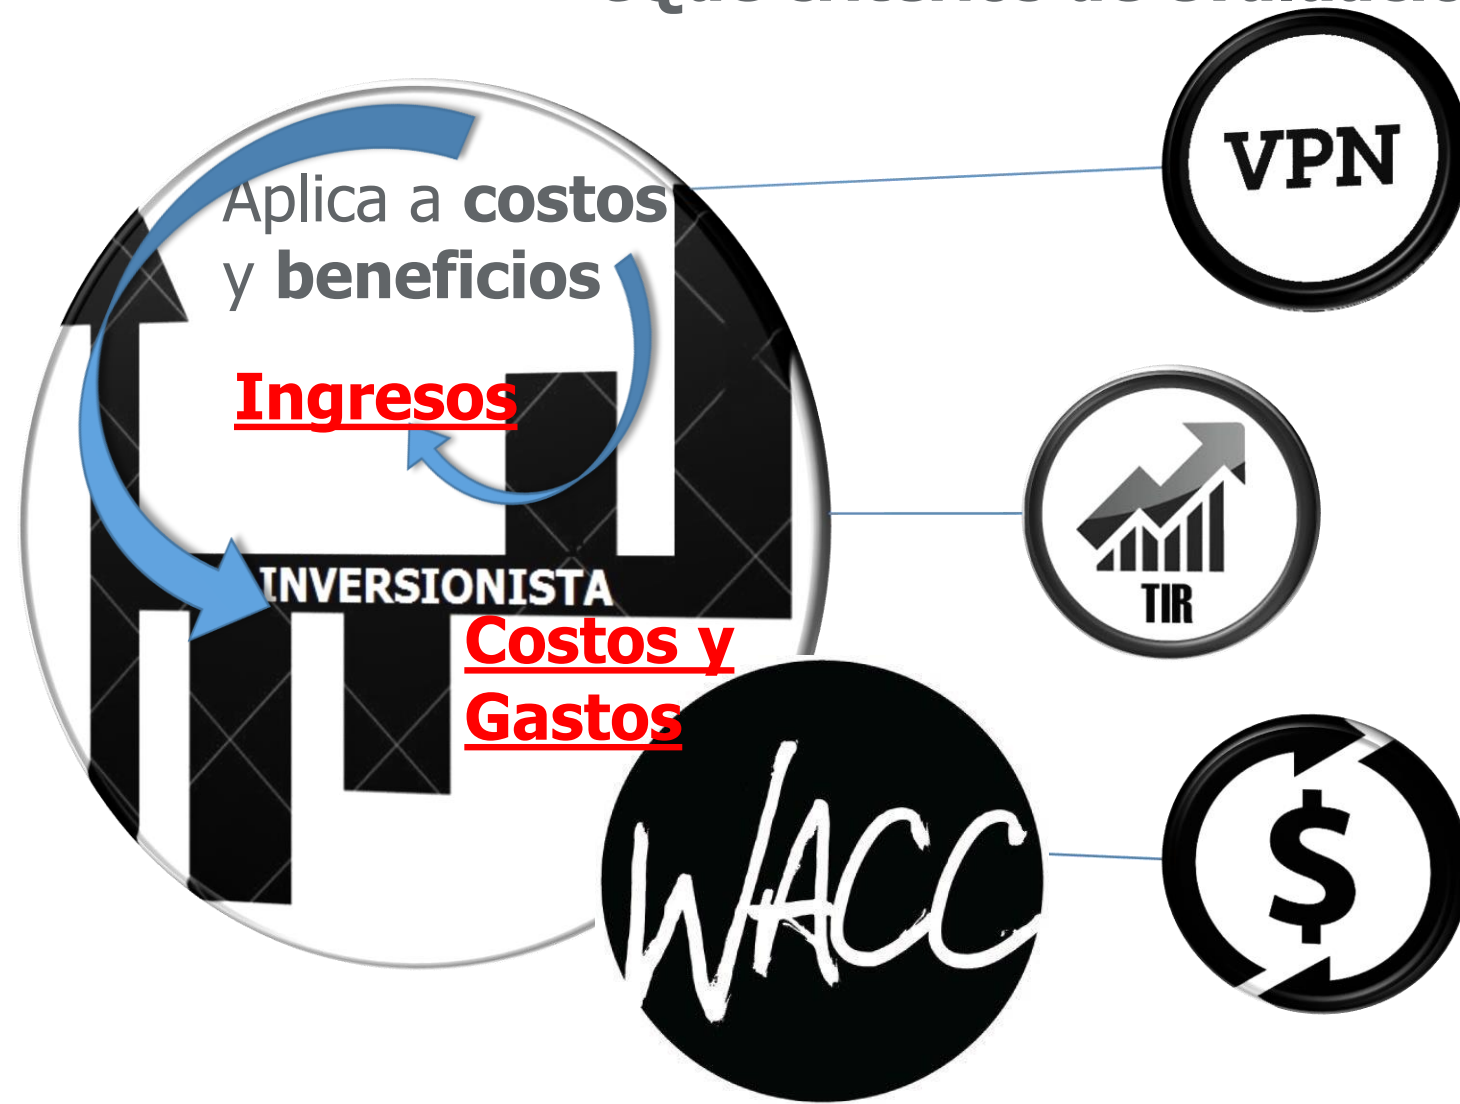 VPN
Aplica a costos
y beneficios
Ingresos
INVERSIONISTA
TIR
Costos y
Gastos
WACC
$